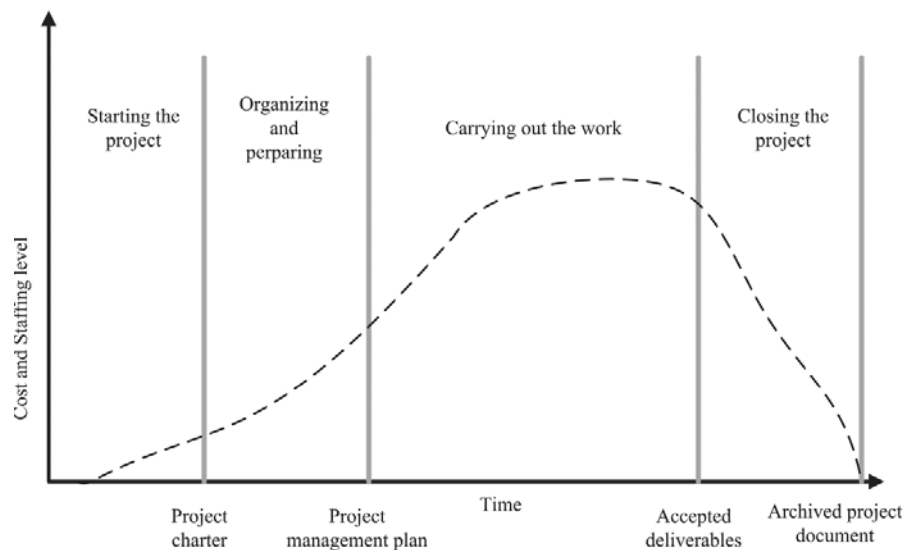 Starting the
project
Organizing
and
perparing
Carrying out the work
Closing the
project
Cost and Staffing level
Time
Project
charter
Project
management plan
Accepted
deliverables
Archived project
document